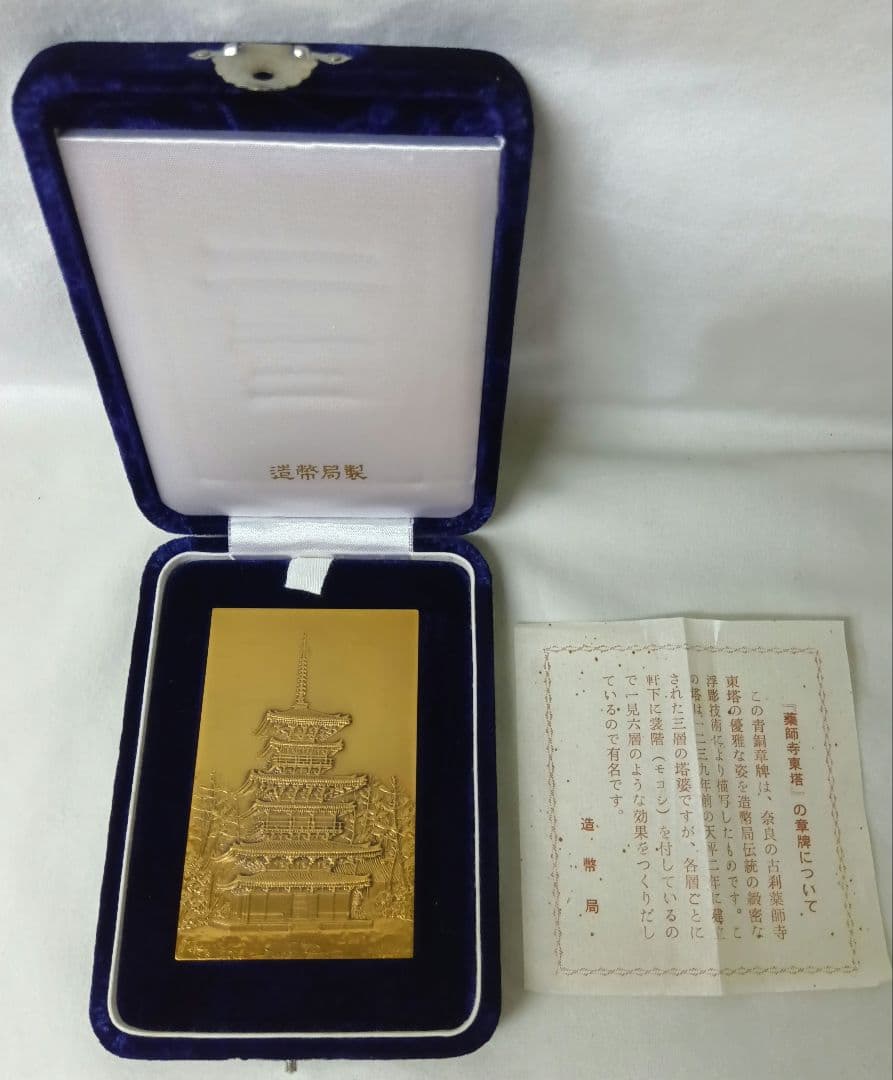 造幣局製
『薬師寺東塔』の章牌について
この青銅章牌は、奈良の古刹薬師寺
東塔の優雅な姿を造幣局伝統の緻密な
浮彫技術により描写したものです。こ
の塔は一二三九年前の天平二年に建立
された三層の塔婆ですが、各層ごとに
軒下に裳階（モコシ）を付しているの
で一見六層のような効果をつくりだし
ているので有名です。
造幣局